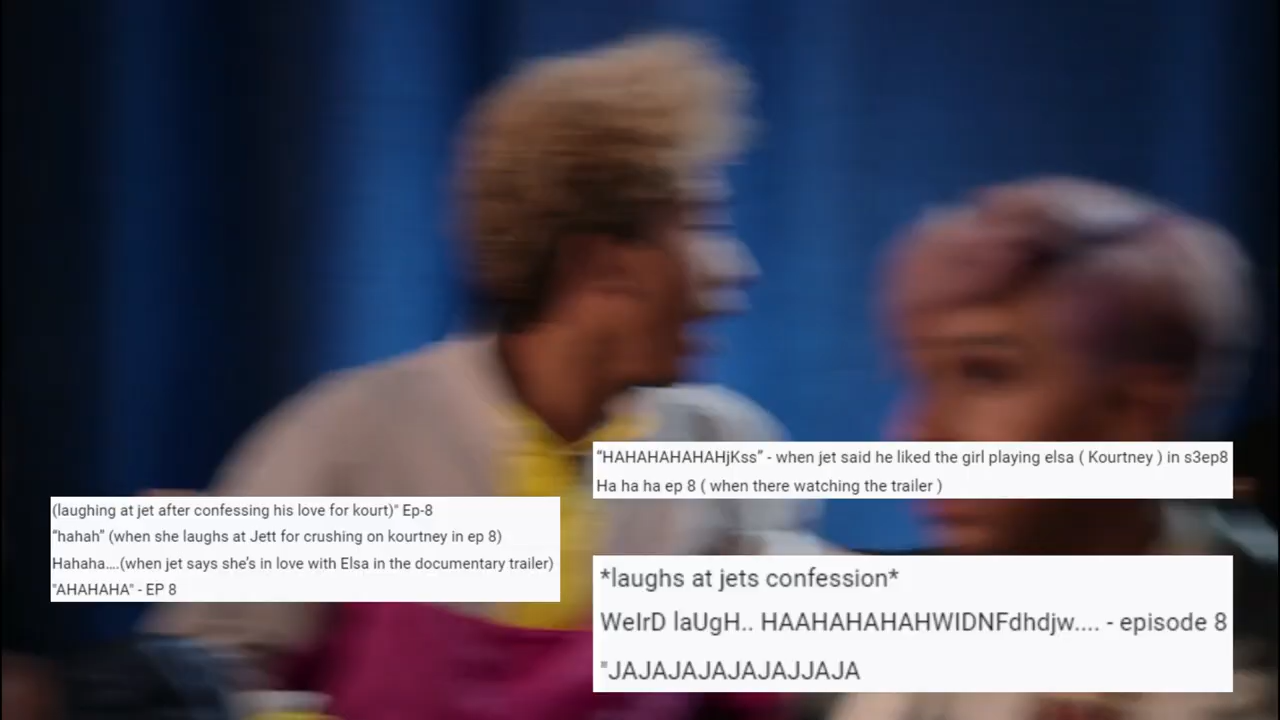 (laughing at jet after confessing his love for kourt)" Ep-8
“hahah” (when she laughs at Jett for crushing on kourtney in ep 8)
Hahaha....(when jet says she’s in love with Elsa in the documentary trailer)
"AHAHAHA" - EP 8
“HAHAHAHAHAHjKss” - when jet said he liked the girl playing elsa ( Kourtney ) in s3ep8
Ha ha ha ep 8 ( when there watching the trailer )
*laughs at jets confession*
WeIrD laUgH.. HAAHAHAHAHWIDNFdhdjw.... - episode 8
"JAJAJAJAJAJAJJAJA